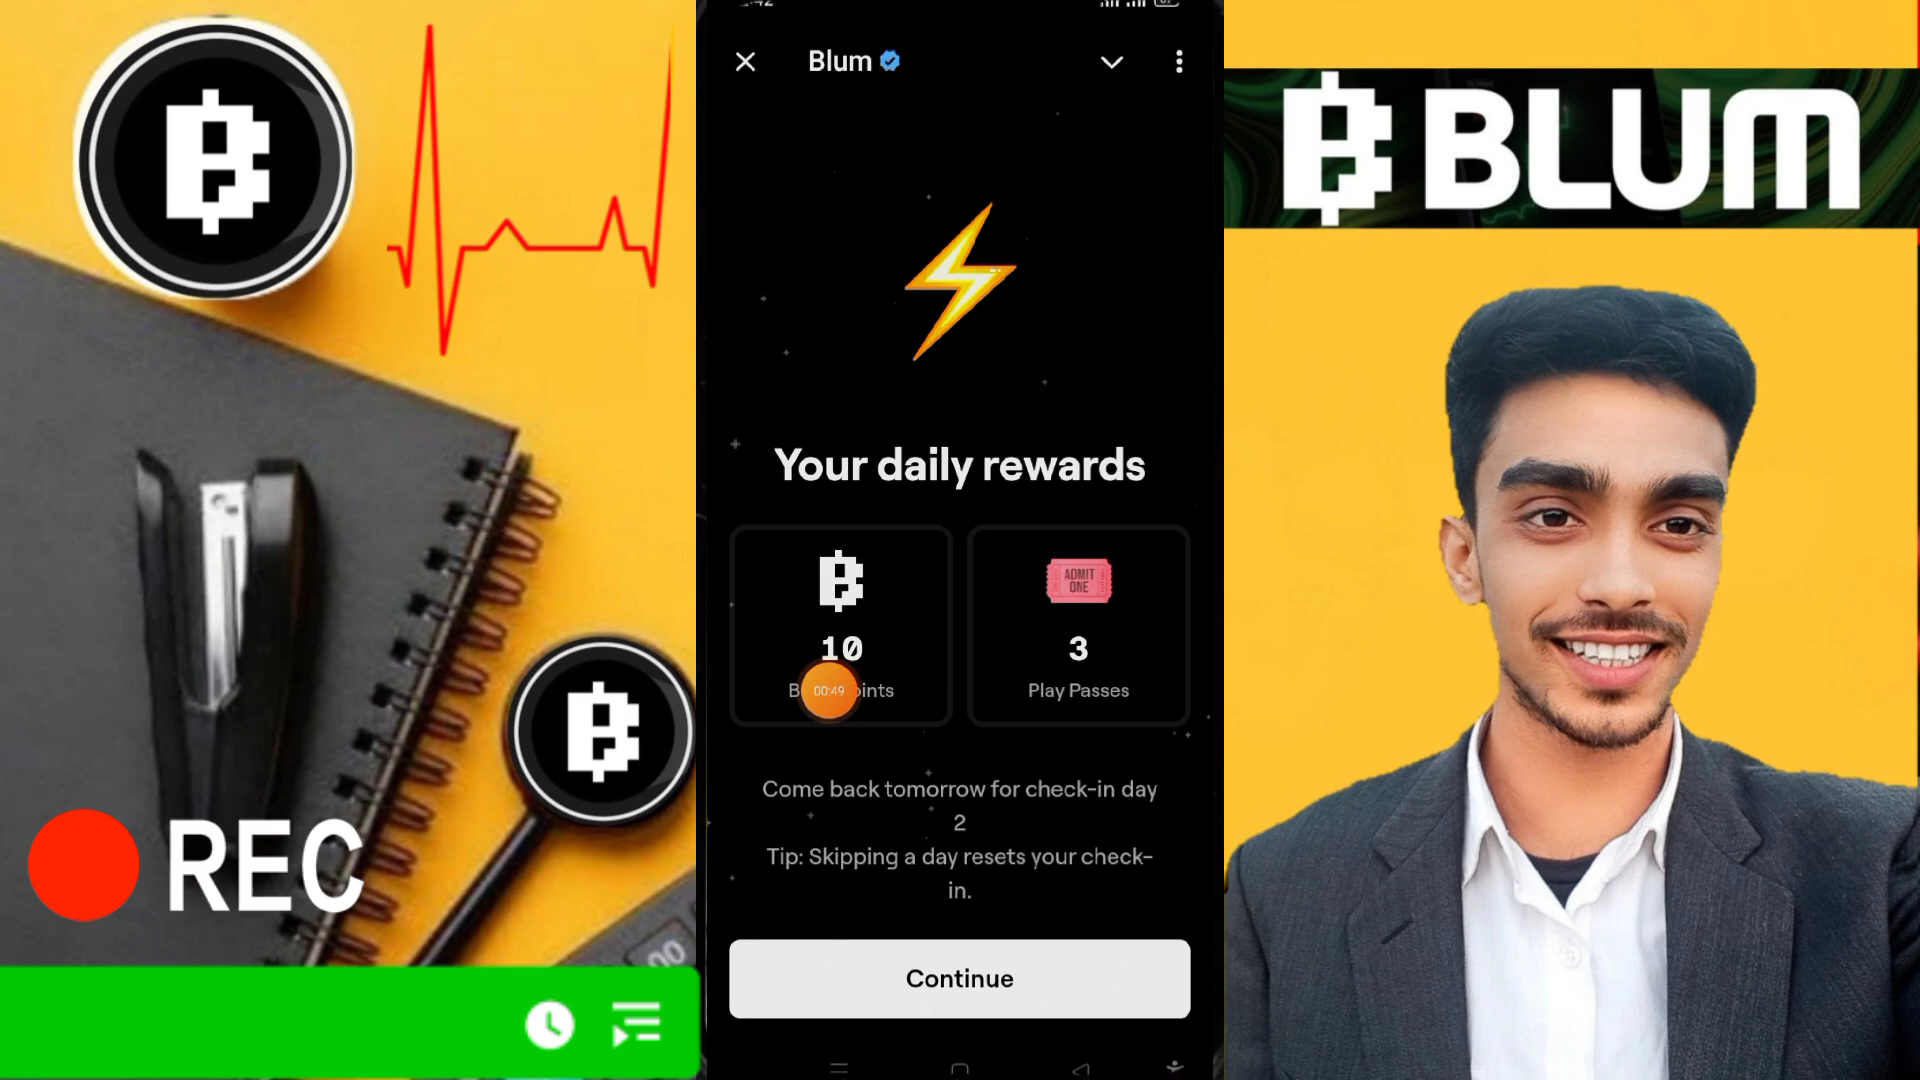 REC
00
Blum
Your daily rewards
ADMIT
ONE
10
3
00:49
ints
Play Passes
Come back tomorrow for check-in day
2
Tip: Skipping a day resets your check-
in.
Continue
BLUM